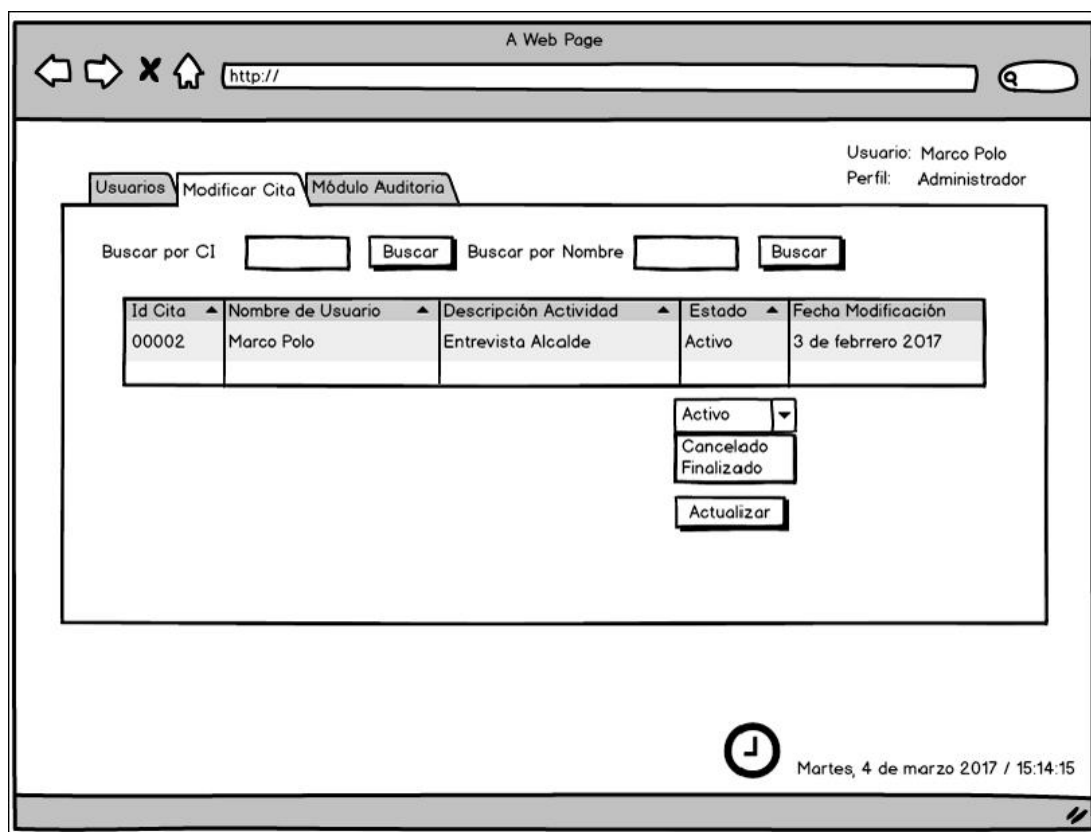 A Web Page
http://
Usuario: Marco Polo
Perfil: Administrador
Usuarios Modificar Cita Módulo Auditoria
Buscar por CI Buscar Buscar por Nombre Buscar
Id Cita Nombre de Usuario Descripción Actividad Estado Fecha Modificación
00002 Marco Polo Entrevista Alcalde Activo 3 de febrrero 2017
Activo
Cancelado
Finalizado
Actualizar
Martes, 4 de marzo 2017 / 15:14:15